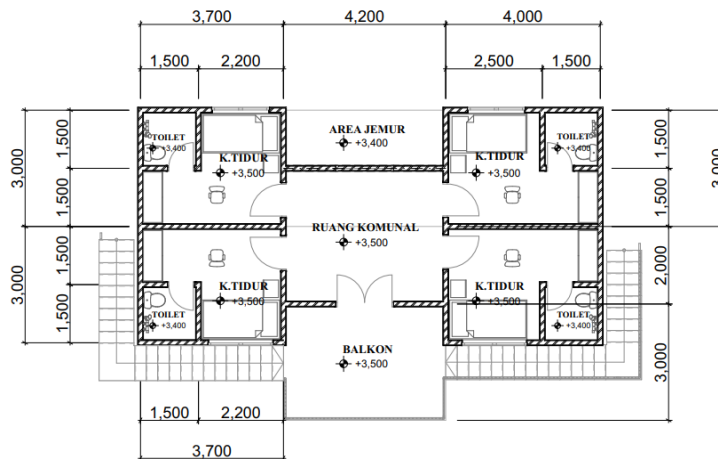 3,700
4,200
4,000
1,500
2,200
2,500
1,500
TOILET
+3,400
AREA JEMUR
+3,400
TOILET
+3,400
K.TIDUR
+3,500
K.TIDUR
+3,500
3,000
1,500
1,500
1,500
1,500
3,000
RUANG KOMUNAL
+3,500
3,000
1,500
1,500
2,000
3,000
K.TIDUR
+3,500
K.TIDUR
+3,500
TOILET
+3,400
TOILET
+3,400
BALKON
+3,500
1,500
2,200
3,700